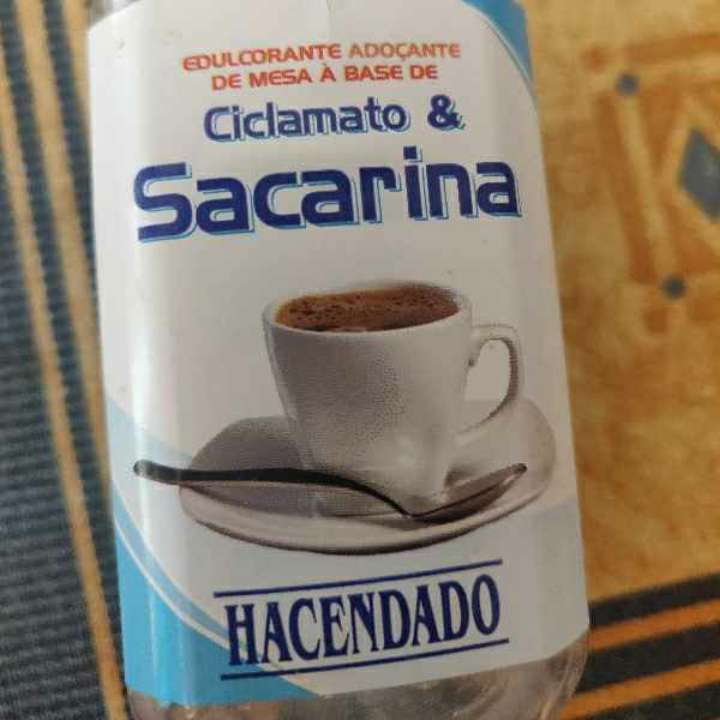 EDULCORANTE ADOÇANTE
DE MESA À BASE DE
Ciclamato &
Sacarina
HACENDADO